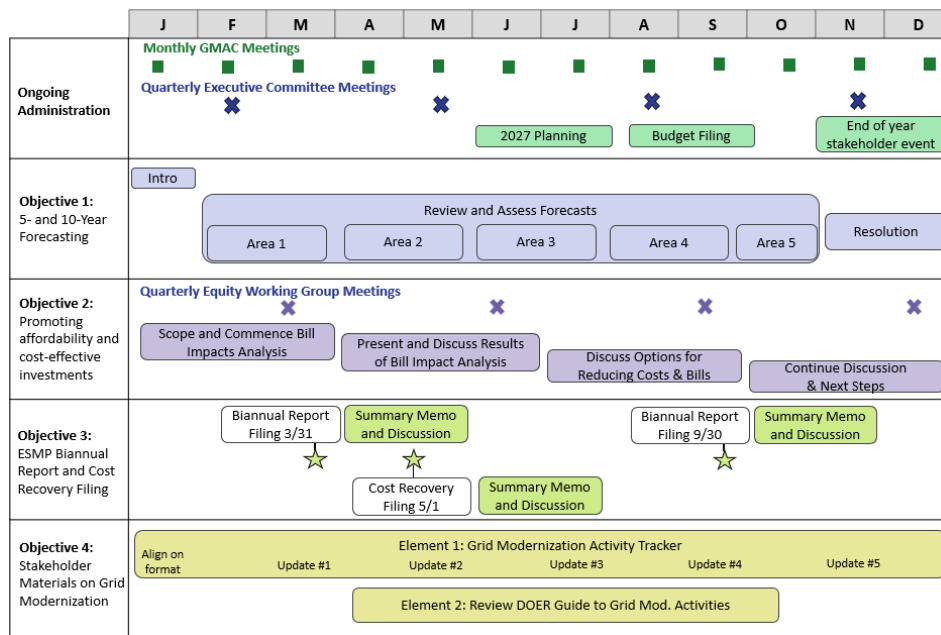 J F M A M J J A S O N D
Ongoing
Administration
Monthly GMAC Meetings
Quarterly Executive Committee Meetings
2027 Planning
Budget Filing
End of year
stakeholder event
Objective 1:
5- and 10-Year
Forecasting
Intro
Review and Assess Forecasts
Area 1
Area 2
Area 3
Area 4
Area 5
Resolution
Objective 2:
Promoting
affordability and
cost-effective
investments
Quarterly Equity Working Group Meetings
Scope and Commence Bill
Impacts Analysis
Present and Discuss Results
of Bill Impact Analysis
Discuss Options for
Reducing Costs & Bills
Continue Discussion
& Next Steps
Objective 3:
ESMP Biannual
Report and Cost
Recovery Filing
Biannual Report
Filing 3/31
Summary Memo
and Discussion
Cost Recovery
Filing 5/1
Summary Memo
and Discussion
Biannual Report
Filing 9/30
Summary Memo
and Discussion
Objective 4:
Stakeholder
Materials on Grid
Modernization
Element 1: Grid Modernization Activity Tracker
Align on
format
Update #1
Update #2
Update #3
Update #4
Update #5
Element 2: Review DOER Guide to Grid Mod. Activities